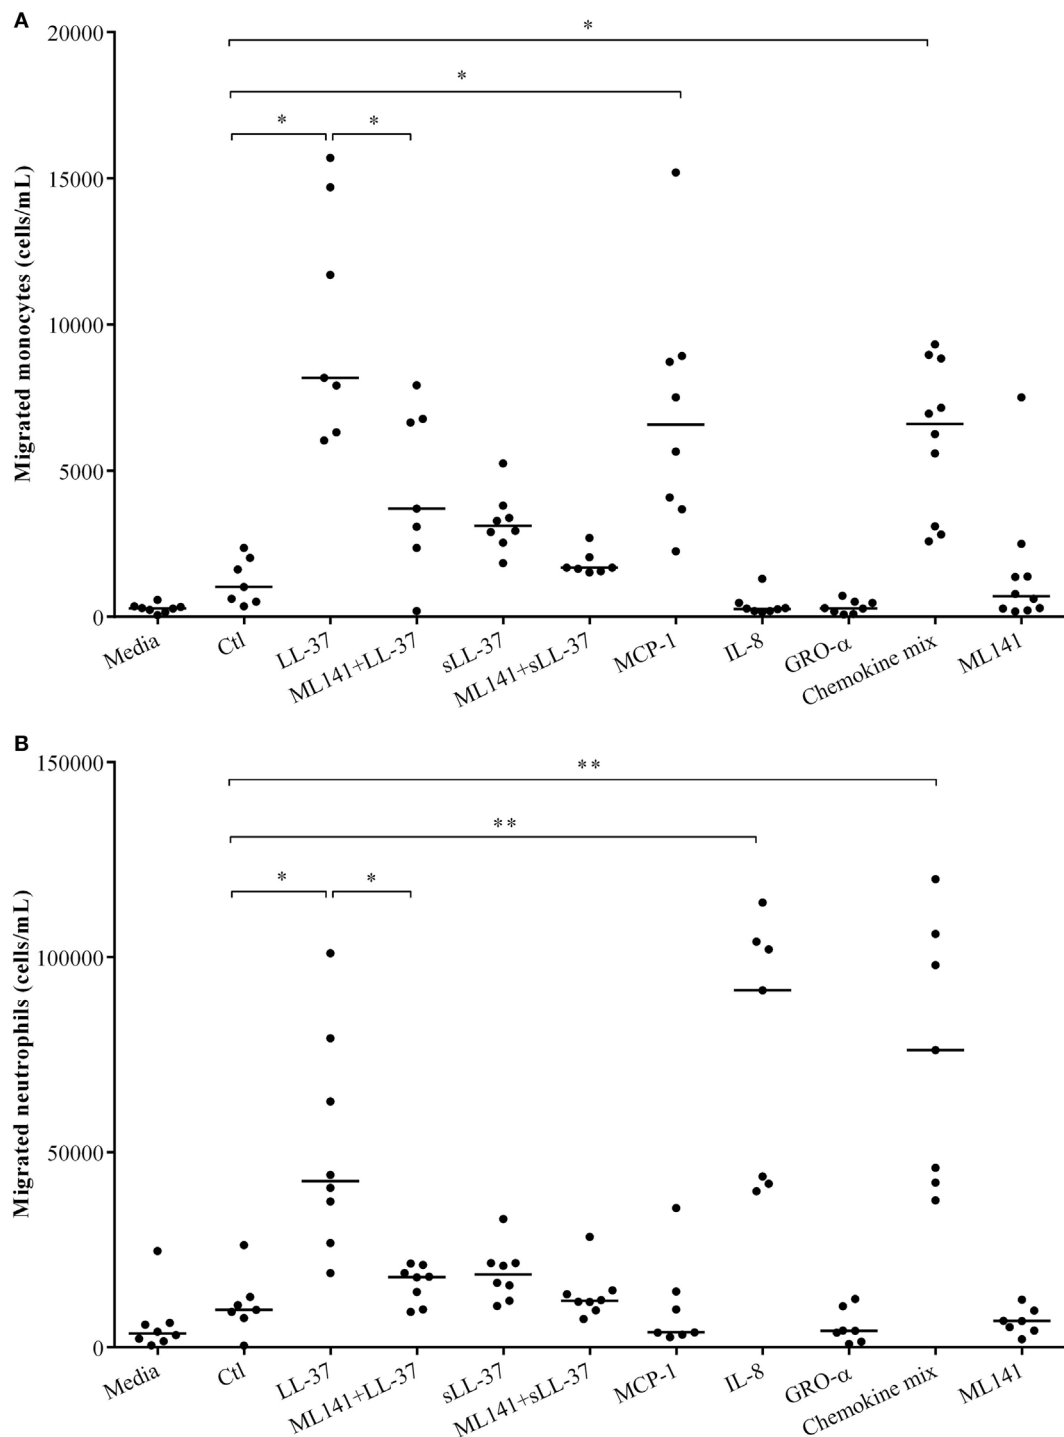 A
20000
*
*
* *
15000
Migrated monocytes (cells/mL)
10000
5000
0
Media Ctl LL-37 ML141+LL-37 sLL-37 ML141+sLL-37 MCP-1 IL-8 GRO-α Chemokine mix ML141
B
150000
**
**
* *
100000
Migrated neutrophils (cells/mL)
50000
0
Media Ctl LL-37 ML141+LL-37 sLL-37 ML141+sLL-37 MCP-1 IL-8 GRO-α Chemokine mix ML141